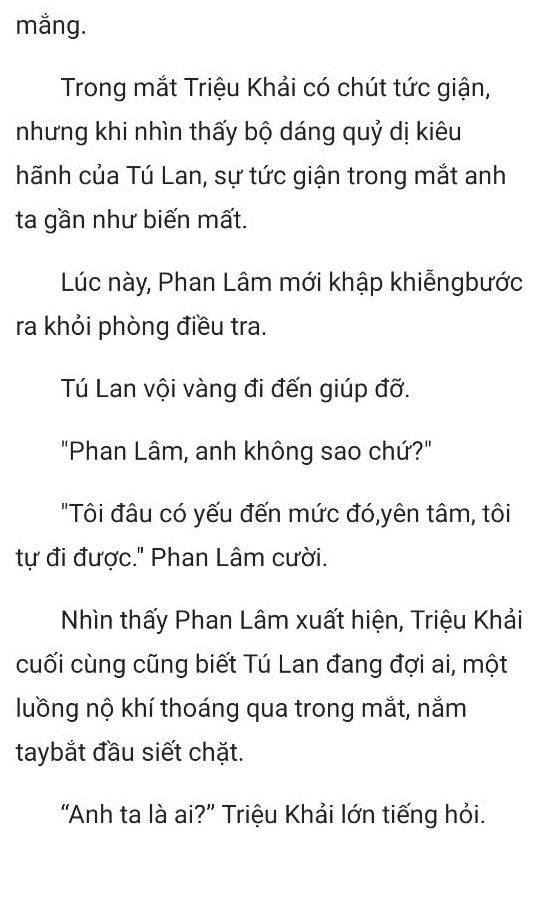 mắng.
Trong mắt Triệu Khải có chút tức giận,
nhưng khi nhìn thấy bộ dáng quỷ dị kiêu
hãnh của Tú Lan, sự tức giận trong mắt anh
ta gần như biến mất.
Lúc này, Phan Lâm mới khập khiễngbước
ra khỏi phòng điều tra.
Tú Lan vội vàng đi đến giúp đỡ.
"Phan Lâm, anh không sao chứ?"
"Tôi đâu có yếu đến mức đó,yên tâm, tôi
tự đi được." Phan Lâm cười.
Nhìn thấy Phan Lâm xuất hiện, Triệu Khải
cuối cùng cũng biết Tú Lan đang đợi ai, một
luồng nộ khí thoáng qua trong mắt, nắm
taybắt đầu siết chặt.
“Anh ta là ai?” Triệu Khải lớn tiếng hỏi.